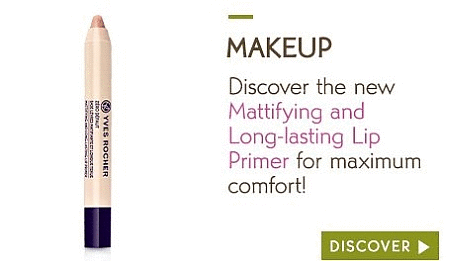 MAKEUP
Discover the new
Mattifying and
Long-lasting Lip
Primer for maximum
comfort!
DISCOVER
YVES ROCHER